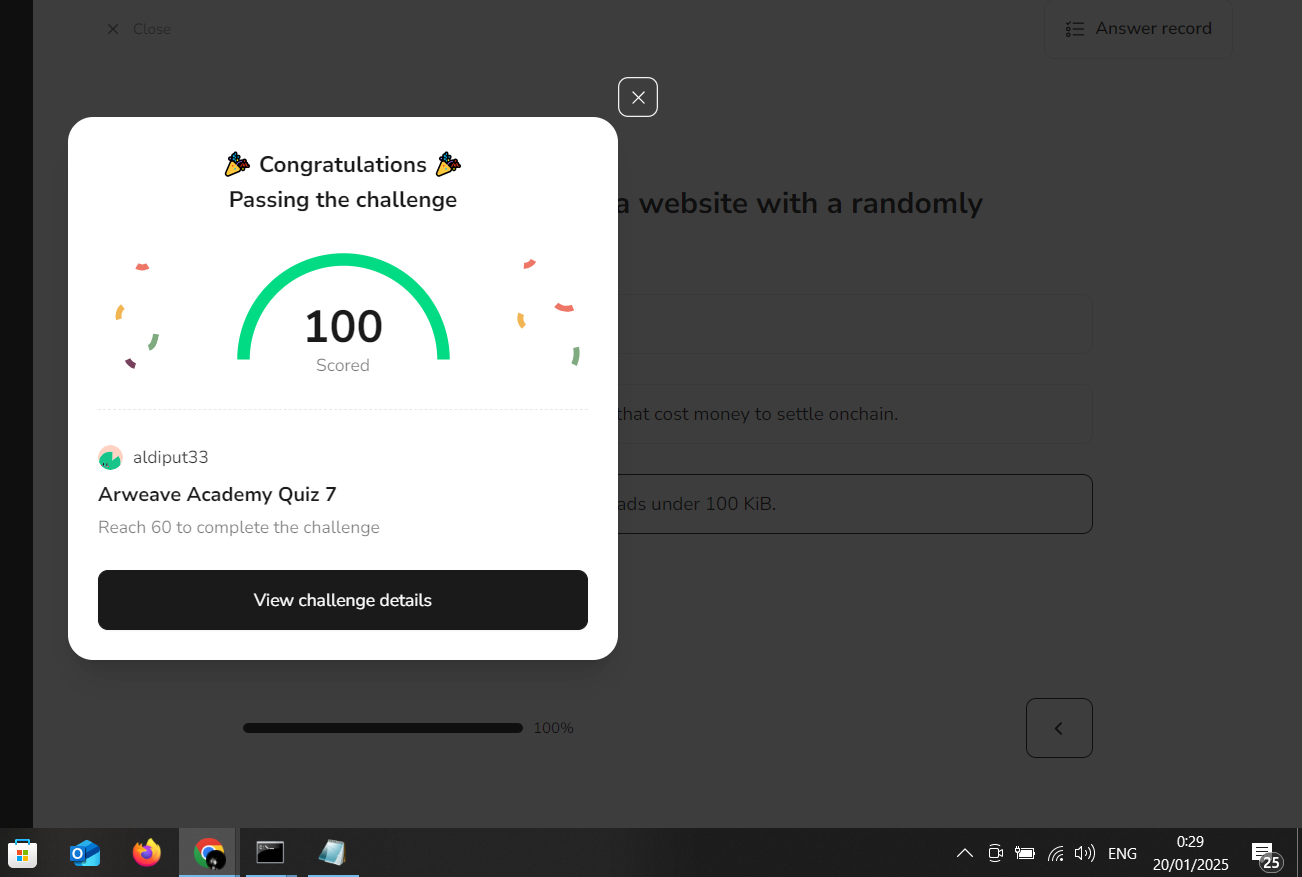 Close
Answer record
Congratulations
Passing the challenge
a website with a randomly
100
Scored
that cost money to settle onchain.
aldiput33
Arweave Academy Quiz 7
ads under 100 KiB.
Reach 60 to complete the challenge
View challenge details
100%
ENG
0:29
20/01/2025
25